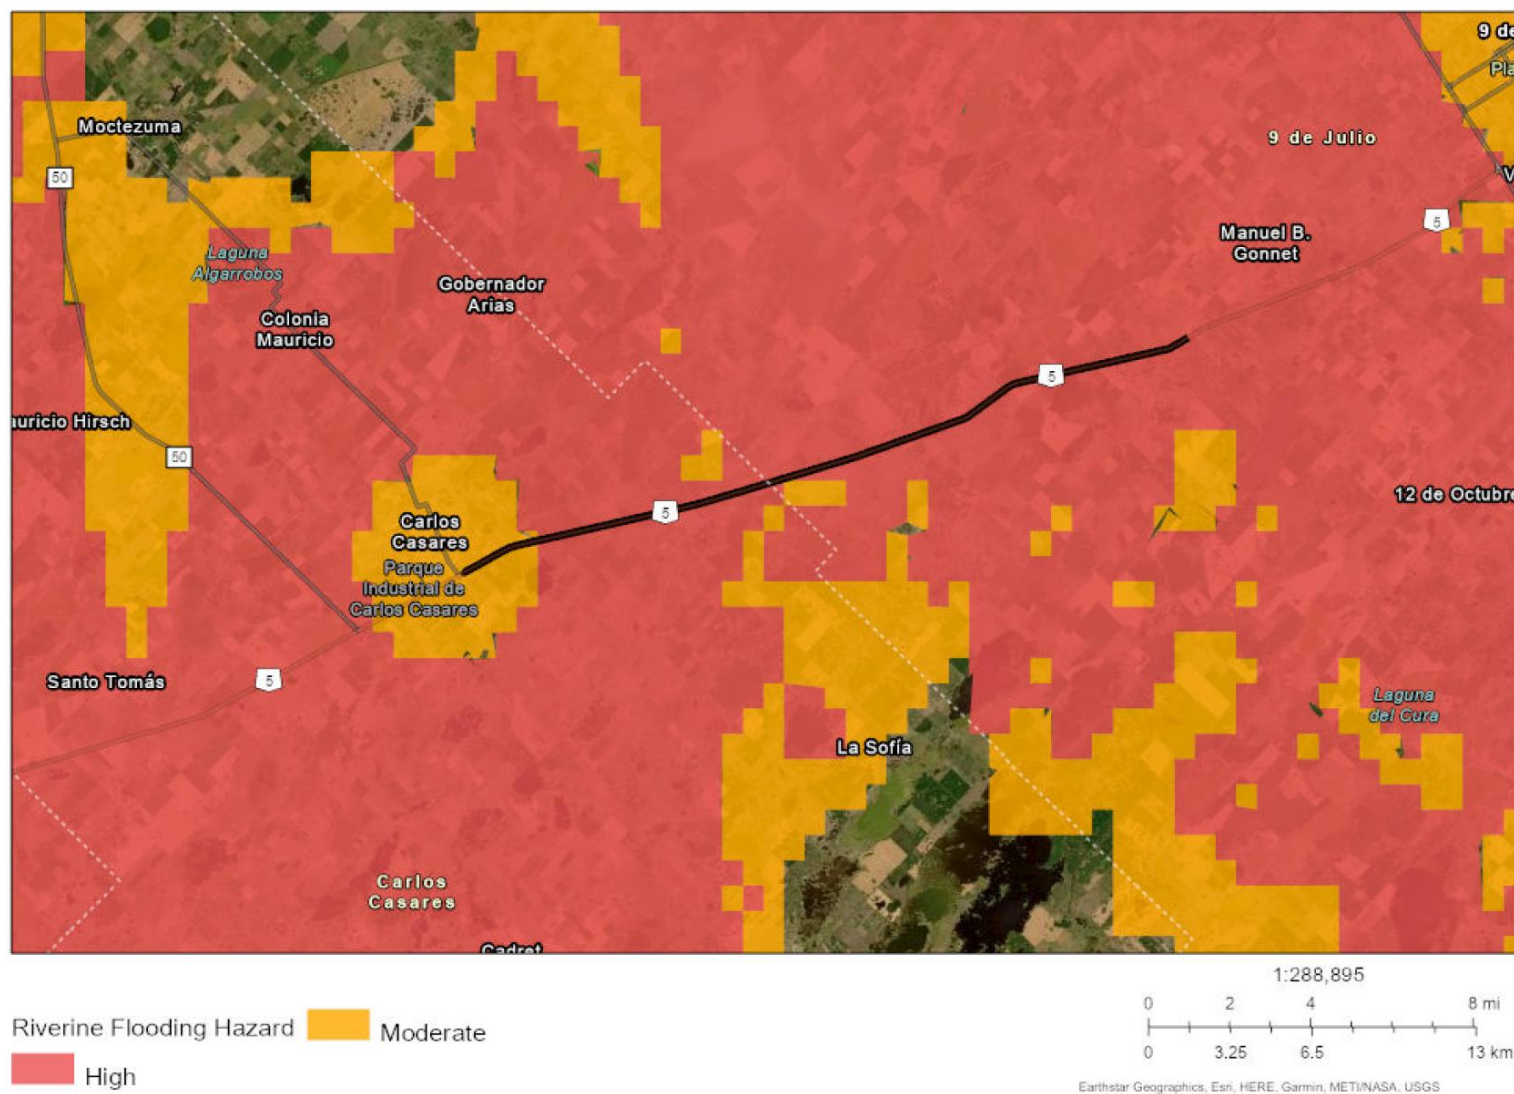 9 de
Pla
Moctezuma
9 de Julio
50
V
5
Manuel B.
Gonnet
Laguna
Algarrobos
Gobernador
Arias
Colonia
Mauricio
5
auricio Hirsch
50
12 de Octubre
5
Carlos
Casares
Parque
Industrial de
Carlos Casares
Santo Tomás
5
Laguna
del Cura
La Sofía
Carlos
Casares
Cadret
1:288,895
0 2 4 8 mi
0 3.25 6.5 13 km
Riverine Flooding Hazard
Moderate
High
Earthstar Geographics, Esri, HERE, Garmin, METI/NASA, USGS